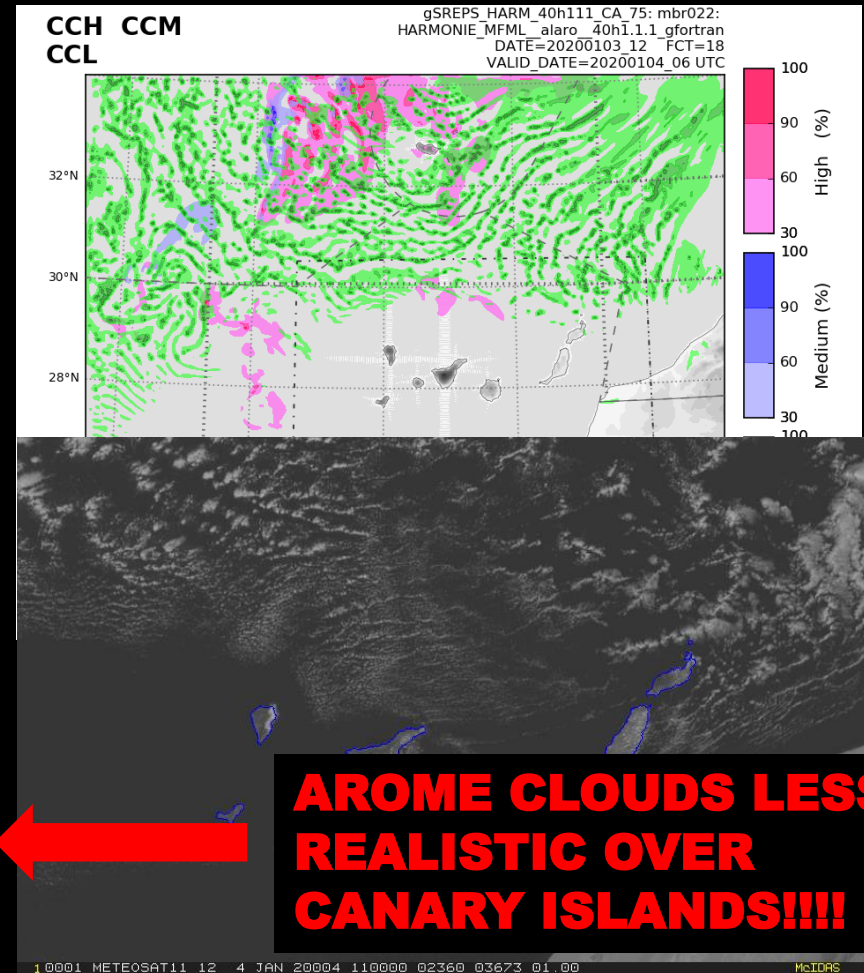 CCH CCM
CCL
gSREPS_HARM_40h111_CA_75: mbr022:
HARMONIE_MFML__alaro__40h1.1.1_gfortran
DATE=20200103_12 FCT=18
VALID_DATE=20200104_06 UTC
100
90
60
30
High (%)
100
90
60
30
Medium (%)
100
32°N
30°N
28°N
AROME CLOUDS LESS
REALISTIC OVER
CANARY ISLANDS!!!!
1 0001 METEOSAT11 12 4 JAN 20004 110000 02360 03673 01.00
McIDAS